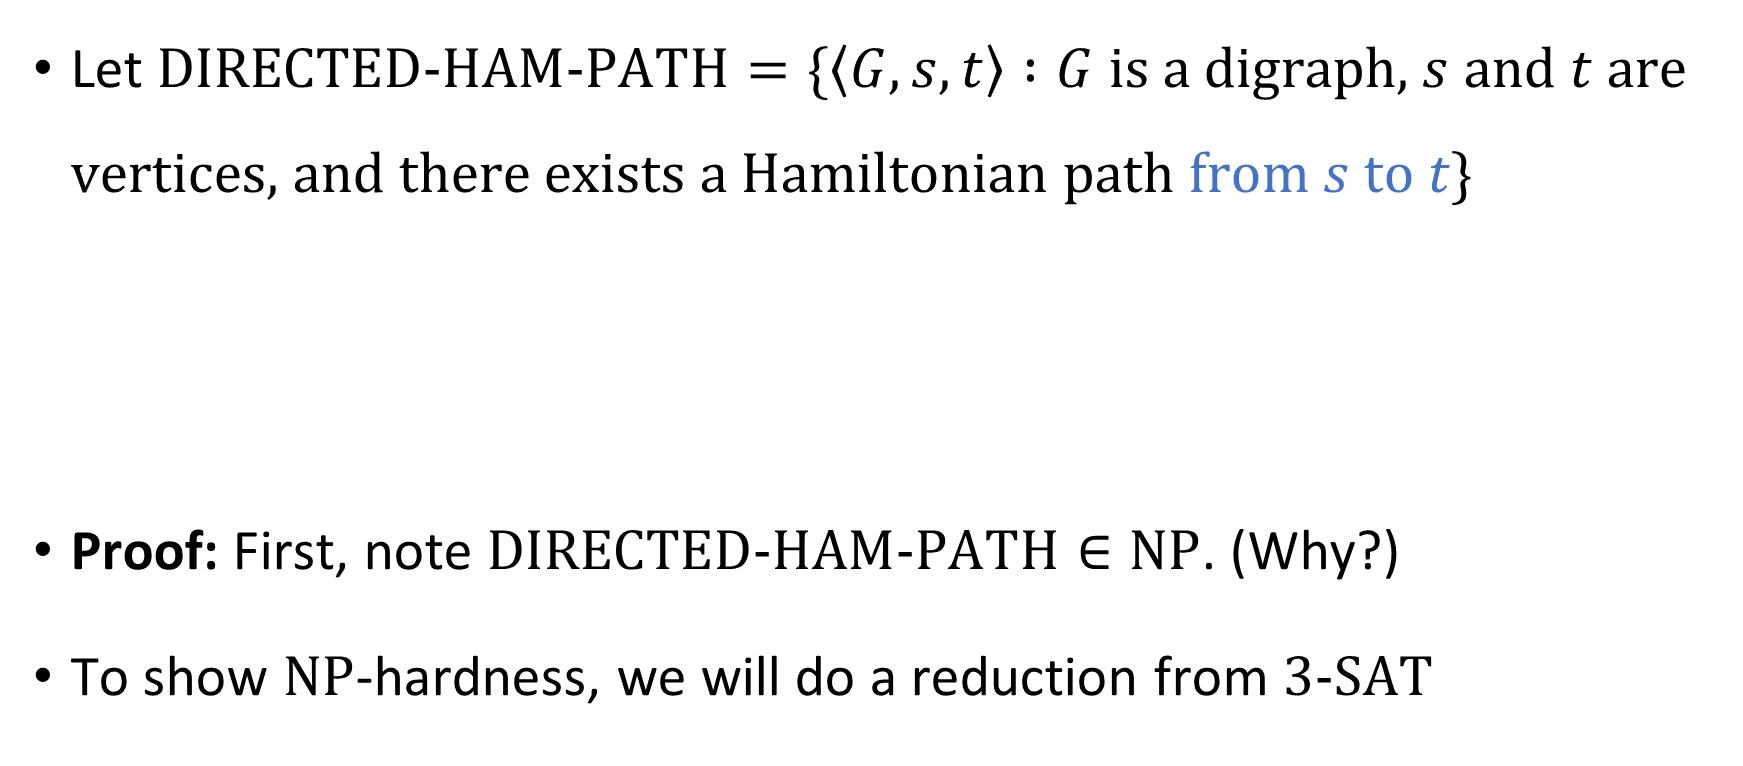 • Let DIRECTED-HAM-PATH = {⟨G, s, t⟩ : G is a digraph, s and t are
vertices, and there exists a Hamiltonian path from s to t}
• Proof: First, note DIRECTED-HAM-PATH ∈ NP. (Why?)
• To show NP-hardness, we will do a reduction from 3-SAT